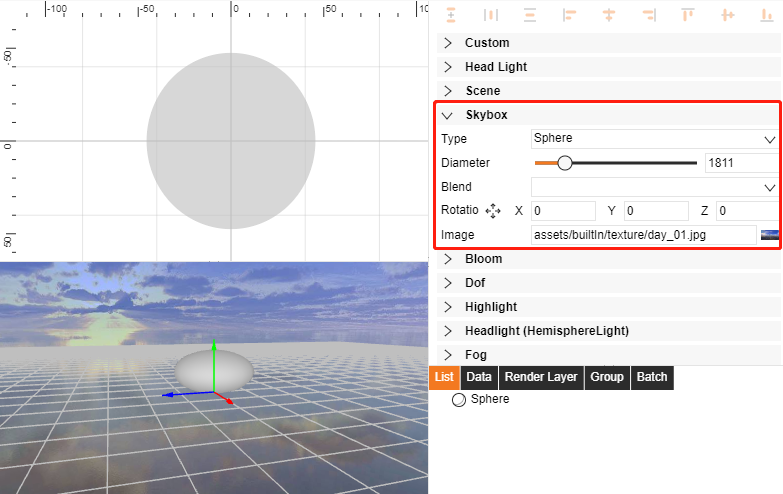 -100 -50 0 50 10
-50
0
50
Custom
Head Light
Scene
Skybox
Type Sphere
Diameter 1811
Blend
Rotatio X 0 Y 0 Z 0
Image assets/builtIn/texture/day_01.jpg
Bloom
Dof
Highlight
Headlight (HemisphereLight)
Fog
List Data Render Layer Group Batch
Sphere